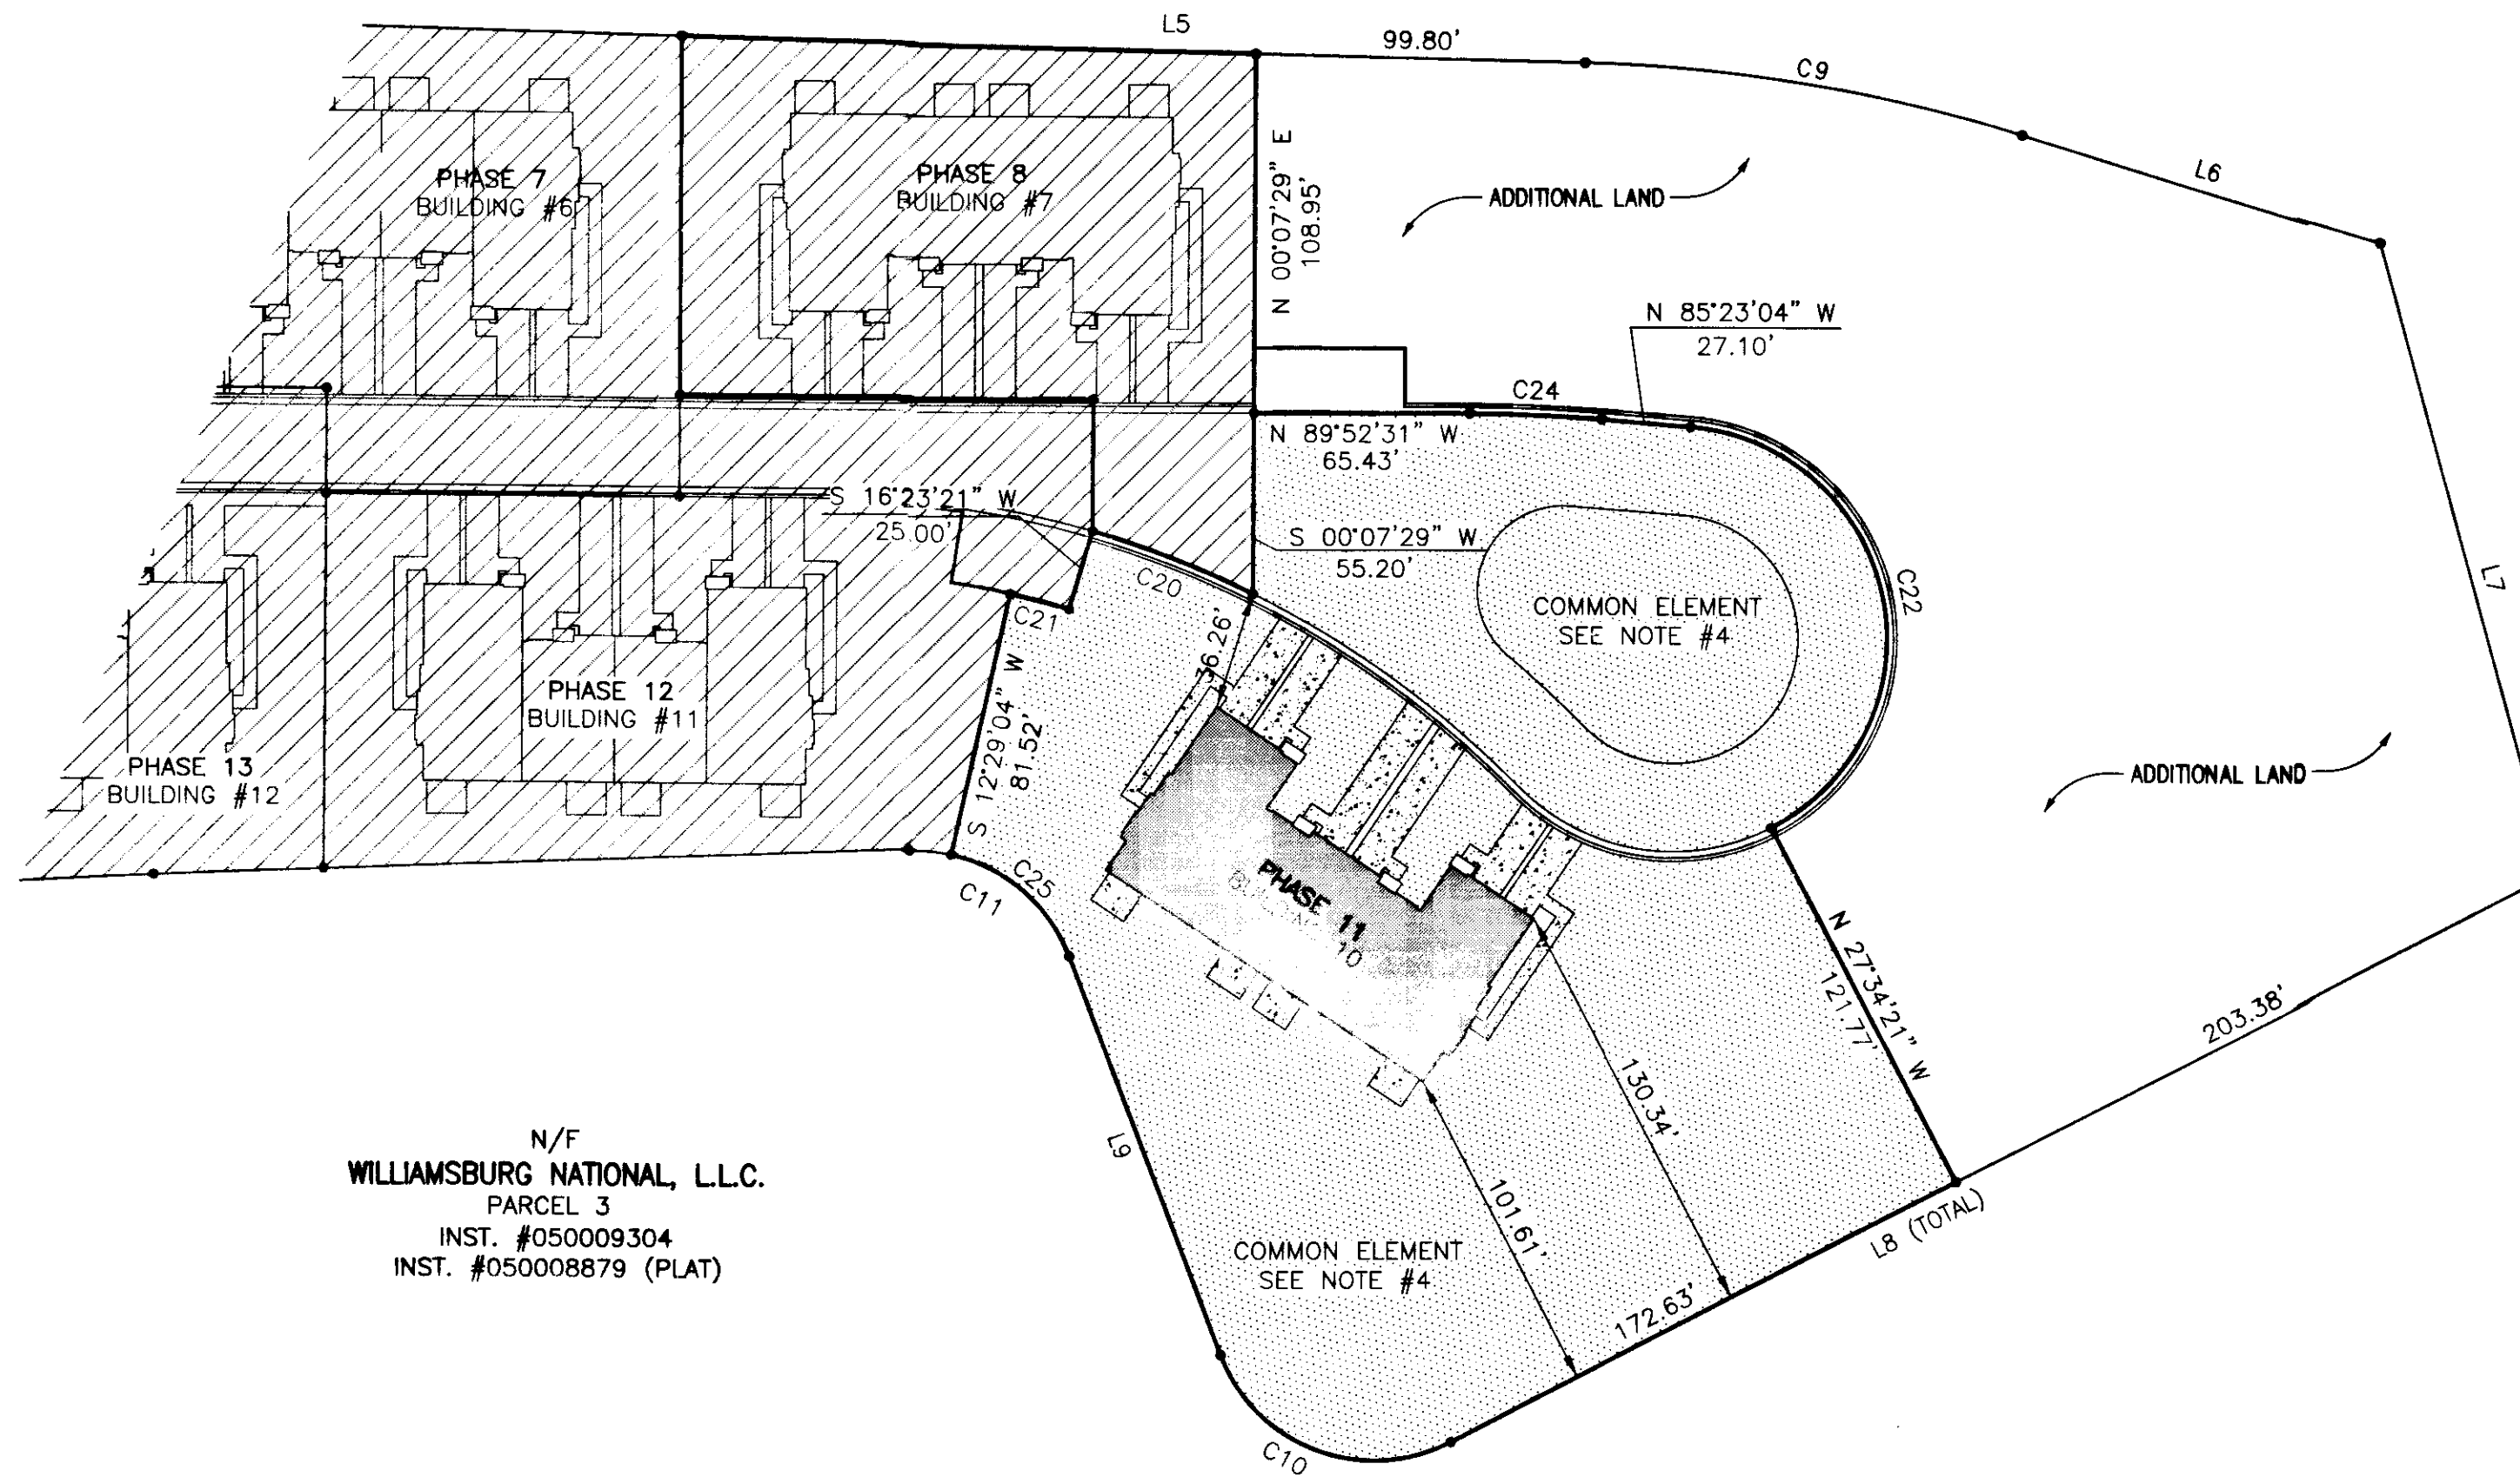 L5
99.80'
C9
L6
PHASE 7
BUILDING #6
PHASE 8
BUILDING #7
N 00°07'29" E
108.95'
ADDITIONAL LAND
N 85°23'04" W
27.10'
C24
N 89°52'31" W
65.43'
S 16°23'21" W
25.00'
S 00°07'29" W
55.20'
C20
C21
C22
L7
COMMON ELEMENT
SEE NOTE #4
36.26'
S 12°29'04" W
81.52'
PHASE 12
BUILDING #11
PHASE 13
BUILDING #12
ADDITIONAL LAND
C25
C11
PHASE 11
N 27°34'21" W
121.77'
203.38'
130.34'
101.61'
L9
N/F
WILLIAMSBURG NATIONAL, L.L.C.
PARCEL 3
INST. #050009304
INST. #050008879 (PLAT)
COMMON ELEMENT
SEE NOTE #4
L8 (TOTAL)
172.63'
C10